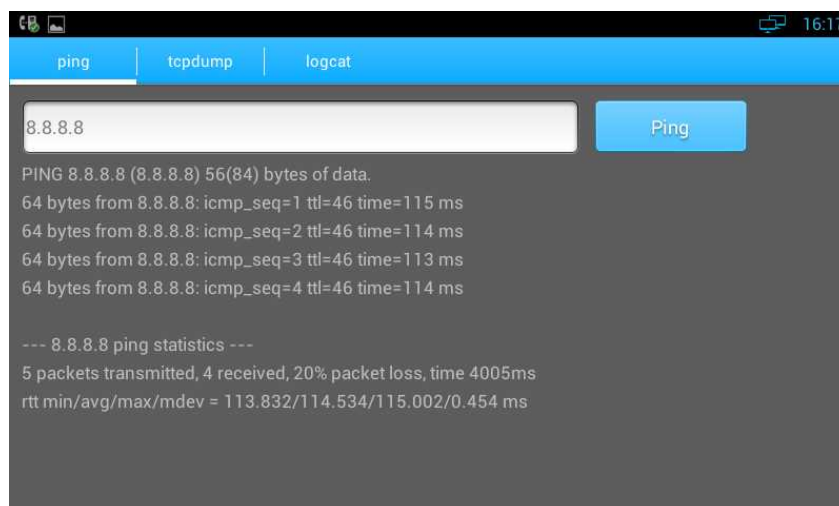 16:17
ping
tcpdump
logcat
8.8.8.8
Ping
PING 8.8.8.8 (8.8.8.8) 56(84) bytes of data.
64 bytes from 8.8.8.8: icmp_seq=1 ttl=46 time=115 ms
64 bytes from 8.8.8.8: icmp_seq=2 ttl=46 time=114 ms
64 bytes from 8.8.8.8: icmp_seq=3 ttl=46 time=113 ms
64 bytes from 8.8.8.8: icmp_seq=4 ttl=46 time=114 ms
--- 8.8.8.8 ping statistics ---
5 packets transmitted, 4 received, 20% packet loss, time 4005ms
rtt min/avg/max/mdev = 113.832/114.534/115.002/0.454 ms